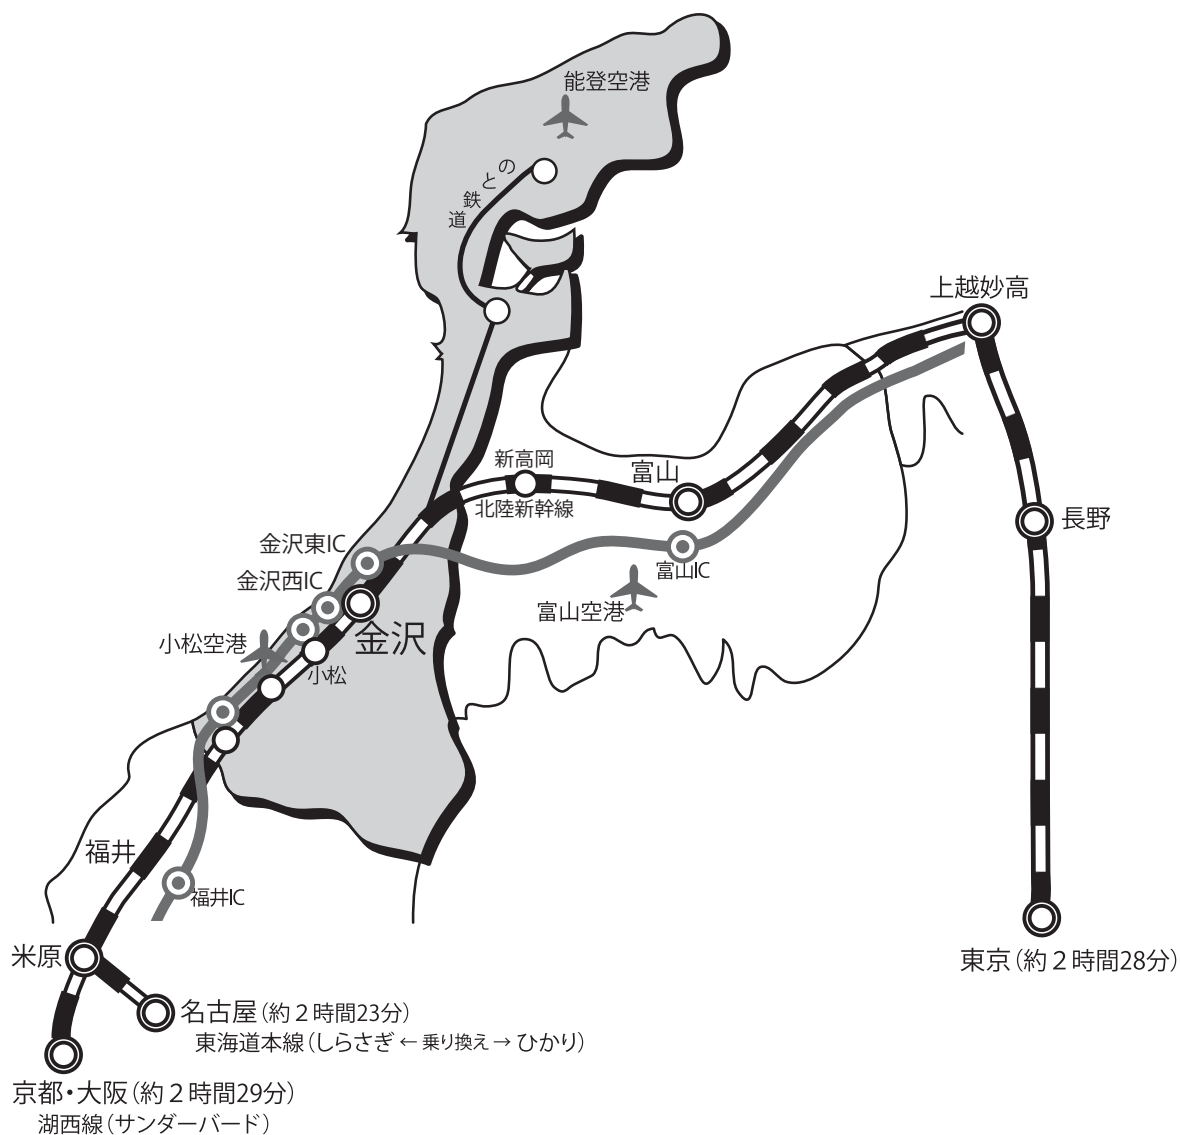 能登空港
のと鉄道
上越妙高
新高岡
富山
北陸新幹線
長野
金沢東IC
富山IC
金沢西IC
富山空港
小松空港
金沢
小松
福井
福井IC
米原
東京(約2時間28分)
名古屋(約2時間23分)
東海道本線(しらさぎ ← 乗り換え → ひかり)
京都・大阪(約2時間29分)
湖西線(サンダーバード)